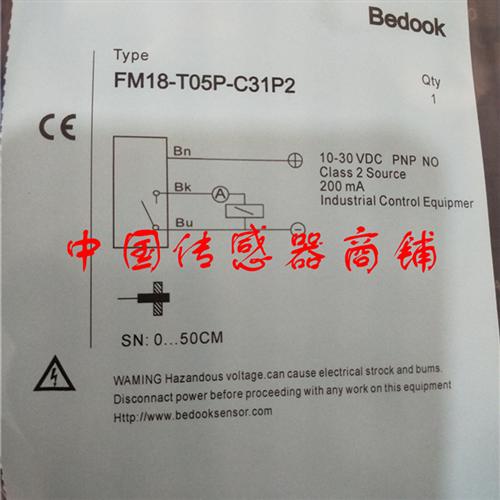 Bedook
Type
FM18-T05P-C31P2
Qty
1
CE
Bn
10-30 VDC PNP NO
Class 2 Source
200 mA
Industrial Control Equipmer
Bk
A
Bu
中国传感器商铺
SN: 0...50CM
WAMING Hazandous voltage.can cause electrical strock and bums.
Disconnact power before proceeding with any work on this equipment
Http://www.bedooksensor.com